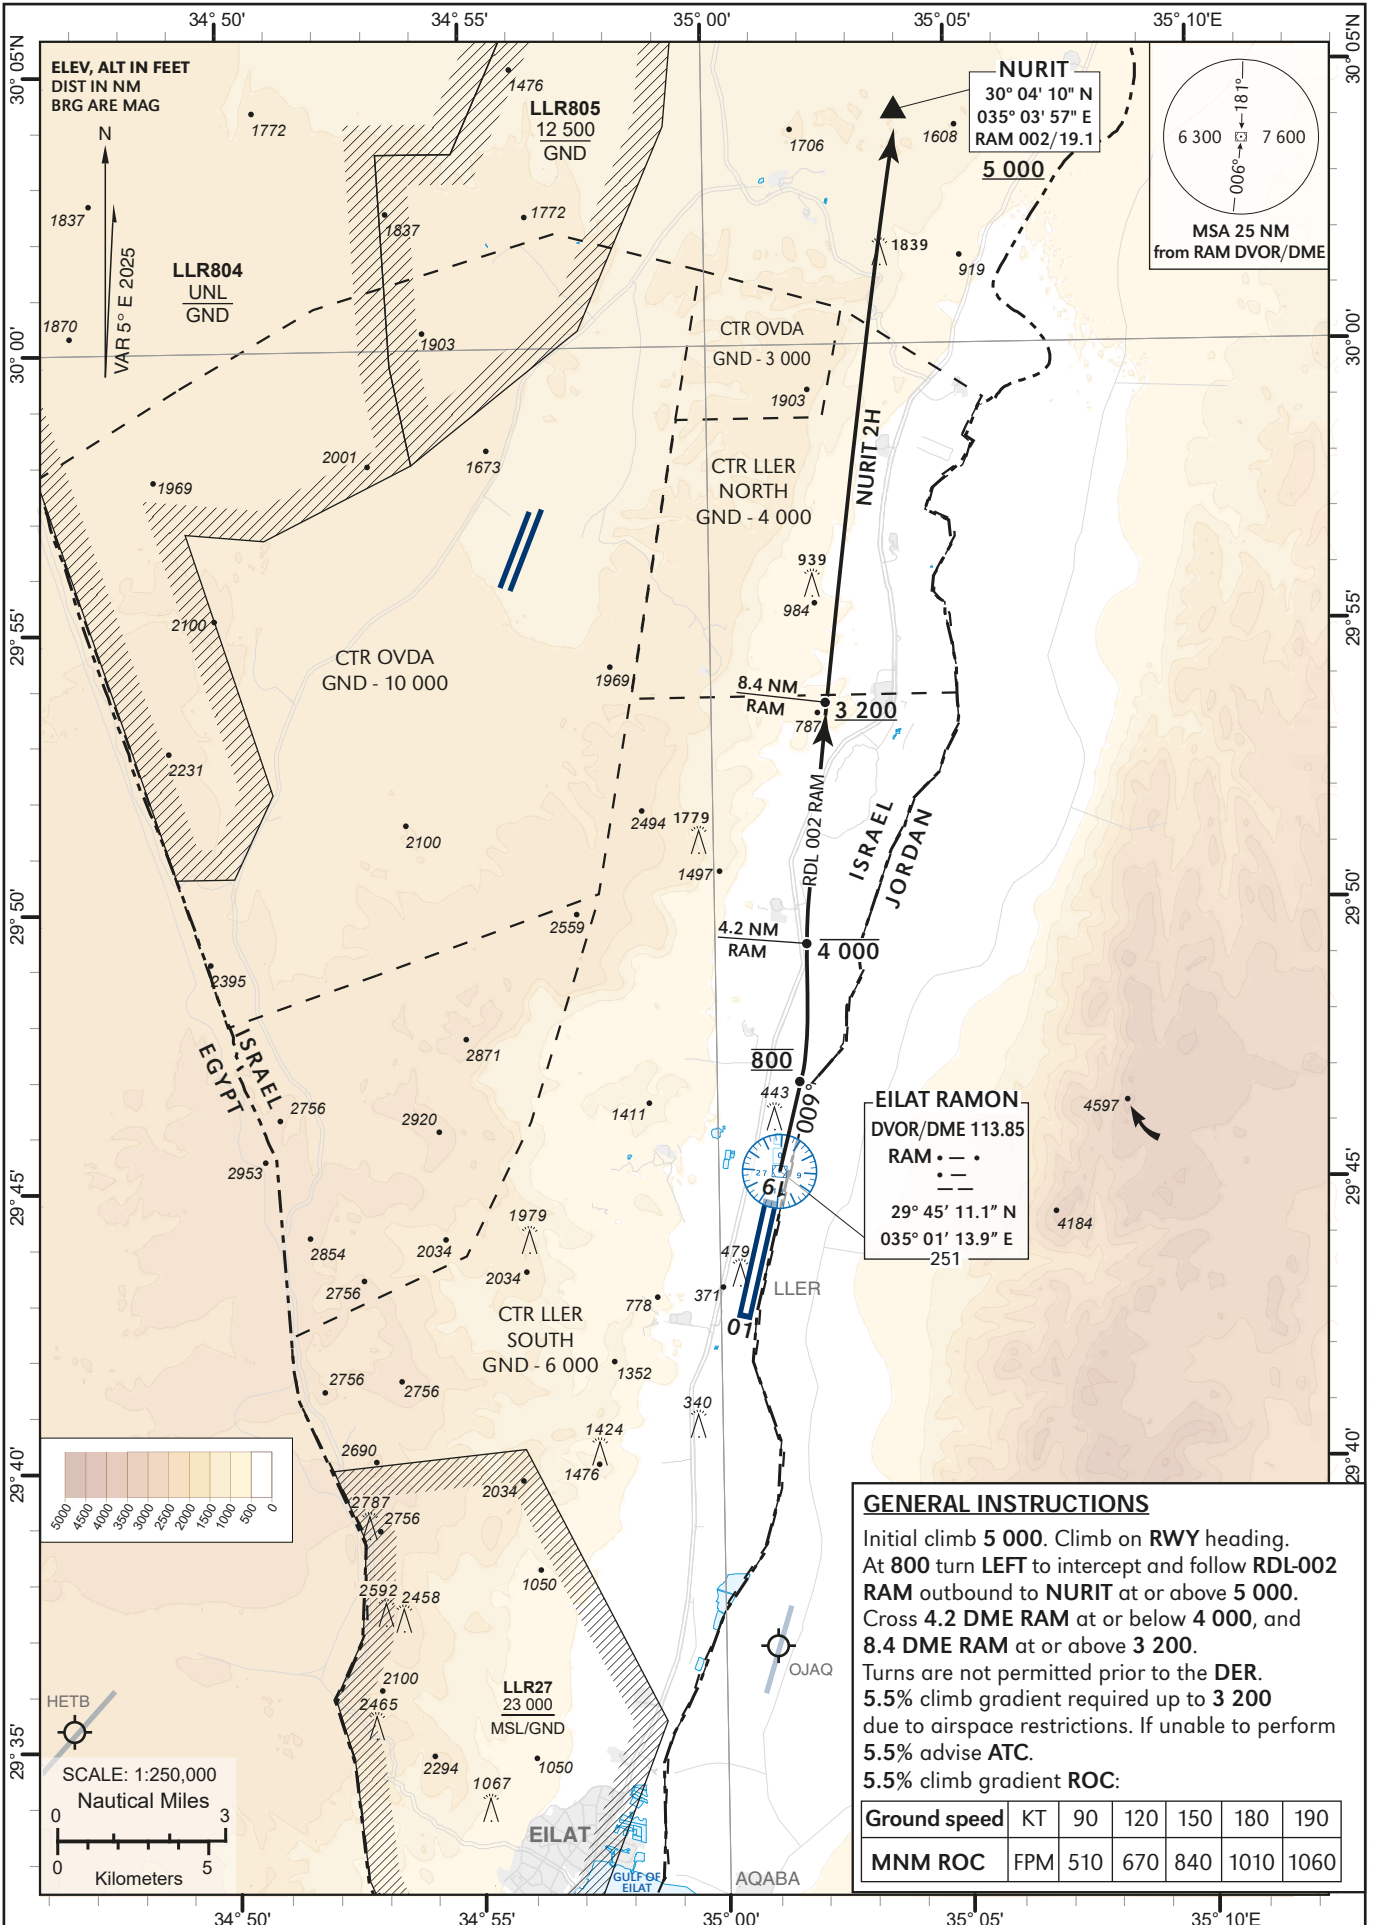 34° 50'
34° 55'
35° 00'
35° 05'
35° 10'E
30° 05'N
30° 05'N
ELEV, ALT IN FEET
DIST IN NM
BRG ARE MAG
N
VAR 5° E 2025
1772
1476
LLR805
12 500
GND
1706
1608
NURIT
30° 04' 10" N
035° 03' 57" E
RAM 002/19.1
5 000
181°
6 300
7 600
006°
MSA 25 NM
from RAM DVOR/DME
1837
1837
1772
1839
919
LLR804
UNL
GND
1870
1903
30° 00'
30° 00'
CTR OVDA
GND - 3 000
1903
NURIT 2H
2001
1673
1969
CTR LLER
NORTH
GND - 4 000
939
984
2100
29° 55'
29° 55'
CTR OVDA
GND - 10 000
1969
8.4 NM
RAM
3 200
787
2231
RDL 002 RAM
2494
1779
2100
1497
ISRAEL
JORDAN
29° 50'
29° 50'
2559
4.2 NM
RAM
4 000
2395
ISRAEL
EGYPT
2871
800
443
009°
2756
2920
1411
4597
EILAT RAMON
DVOR/DME 113.85
RAM
29° 45' 11.1" N
035° 01' 13.9" E
251
2953
29° 45'
29° 45'
0
27
9
19
1979
4184
2854
2034
2034
479
2756
778
371
LLER
01
CTR LLER
SOUTH
GND - 6 000
1352
2756
2756
340
1424
1476
2690
29° 40'
29° 40'
5000
4500
4000
3500
3000
2500
2000
1500
1000
500
0
2034
2787
2756
1050
2592
2458
OJAQ
2100
2465
LLR27
23 000
MSL/GND
HETB
29° 35'
2294
1050
1067
SCALE: 1:250,000
Nautical Miles
0
3
0
5
Kilometers
EILAT
GULF OF
EILAT
AQABA
GENERAL INSTRUCTIONS
Initial climb 5 000. Climb on RWY heading.
At 800 turn LEFT to intercept and follow RDL-002
RAM outbound to NURIT at or above 5 000.
Cross 4.2 DME RAM at or below 4 000, and
8.4 DME RAM at or above 3 200.
Turns are not permitted prior to the DER.
5.5% climb gradient required up to 3 200
due to airspace restrictions. If unable to perform
5.5% advise ATC.
5.5% climb gradient ROC:
Ground speed KT 90 120 150 180 190
MNM ROC FPM 510 670 840 1010 1060
34° 50'
34° 55'
35° 00'
35° 05'
35° 10'E